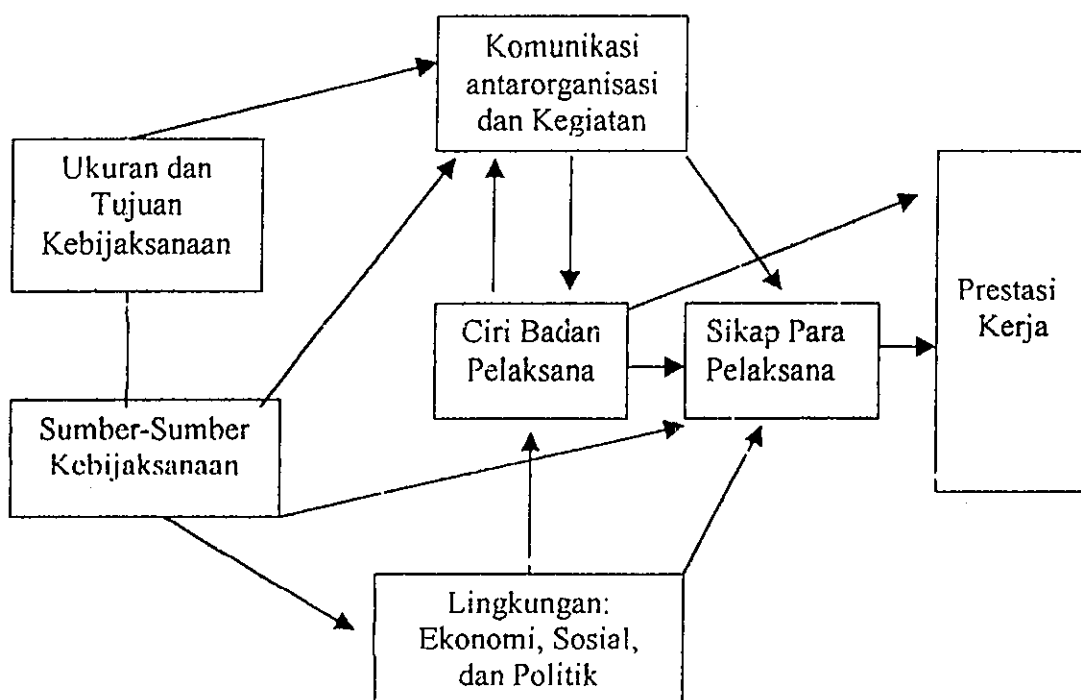 Komunikasi
antarorganisasi
dan Kegiatan
Ukuran dan
Tujuan
Kebijaksanaan
Ciri Badan
Pelaksana
Sikap Para
Pelaksana
Prestasi
Kerja
Sumber-Sumber
Kebijaksanaan
Lingkungan:
Ekonomi, Sosial,
dan Politik